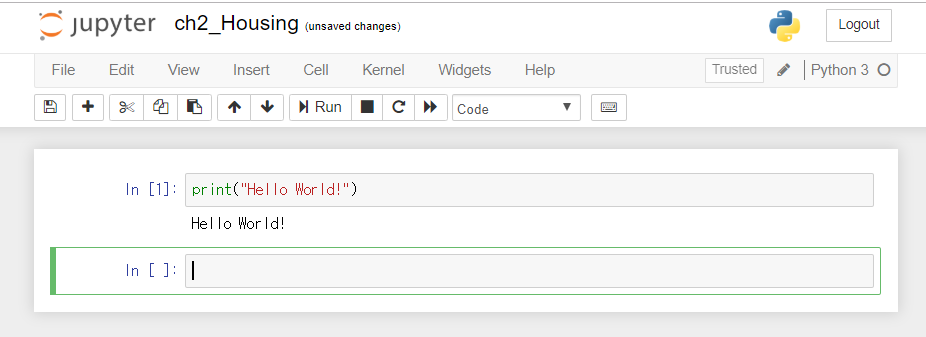 jupyter ch2_Housing (unsaved changes) Logout
File Edit View Insert Cell Kernel Widgets Help Trusted Python 3
Run Code
In [1]: print("Hello World!")
Hello World!
In [ ]: